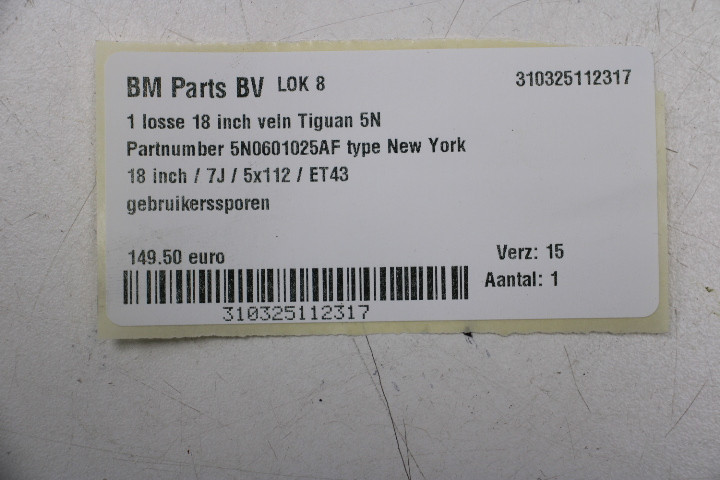 BM Parts BV LOK 8 310325112317
1 losse 18 inch vein Tiguan 5N
Partnumber 5N0601025AF type New York
18 inch / 7J / 5x112 / ET43
gebruikerssporen
149.50 euro Verz: 15
Aantal: 1
310325112317